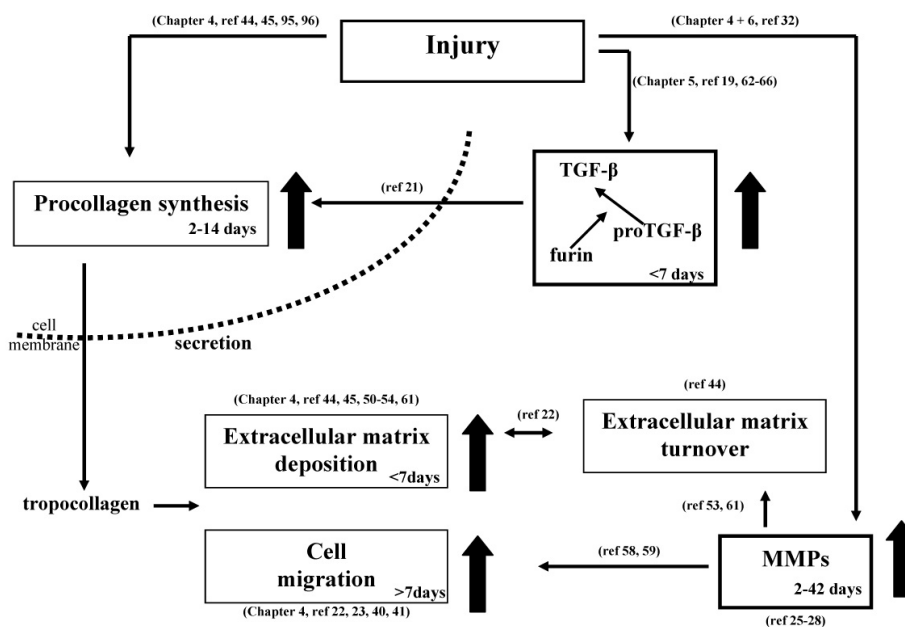 (Chapter 4, ref 44, 45, 95, 96)
Injury
(Chapter 4 + 6, ref 32)
(Chapter 5, ref 19, 62-66)
Procollagen synthesis
2-14 days
(ref 21)
TGF-β
proTGF-β
furin
<7 days
cell
membrane
secretion
(Chapter 4, ref 44, 45, 50-54, 61)
Extracellular matrix
deposition
<7days
(ref 22)
(ref 44)
Extracellular matrix
turnover
tropocollagen
(ref 53, 61)
Cell
migration
>7days
(Chapter 4, ref 22, 23, 40, 41)
(ref 58, 59)
MMPs
2-42 days
(ref 25-28)